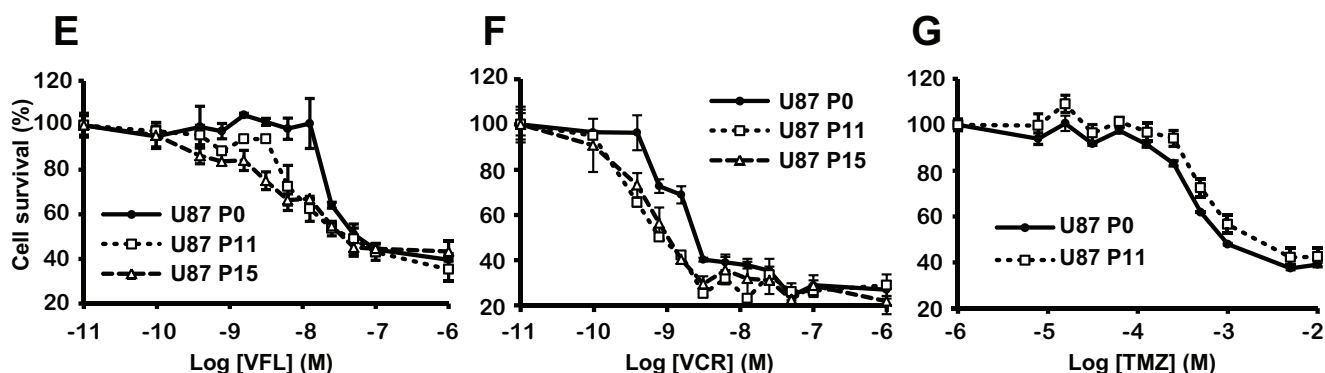 E
Cell survival (%)
120
100
80
60
40
20
U87 P0
U87 P11
U87 P15
-11 -10 -9 -8 -7 -6
Log [VFL] (M)
F
120
100
80
60
40
20
U87 P0
U87 P11
U87 P15
-11 -10 -9 -8 -7 -6
Log [VCR] (M)
G
120
100
80
60
40
20
U87 P0
U87 P11
-6 -5 -4 -3 -2
Log [TMZ] (M)